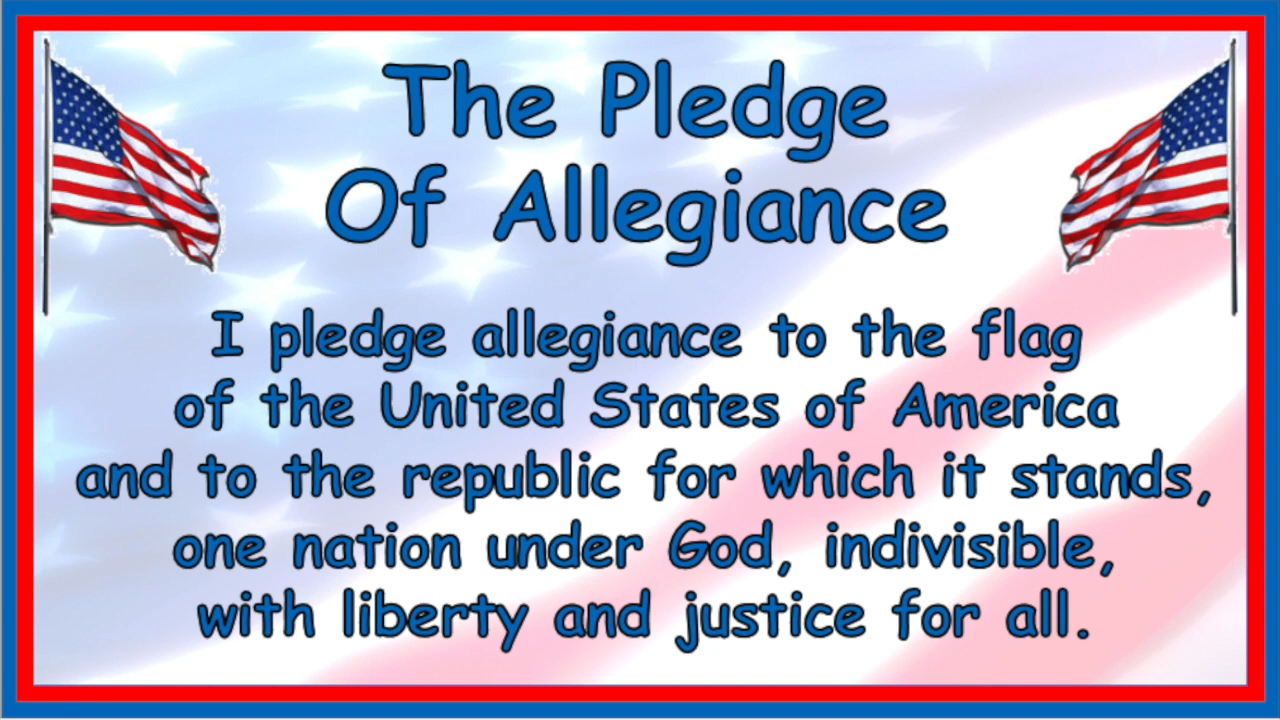 The Pledge
Of Allegiance
I pledge allegiance to the flag
of the United States of America
and to the republic for which it stands,
one nation under God, indivisible,
with liberty and justice for all.